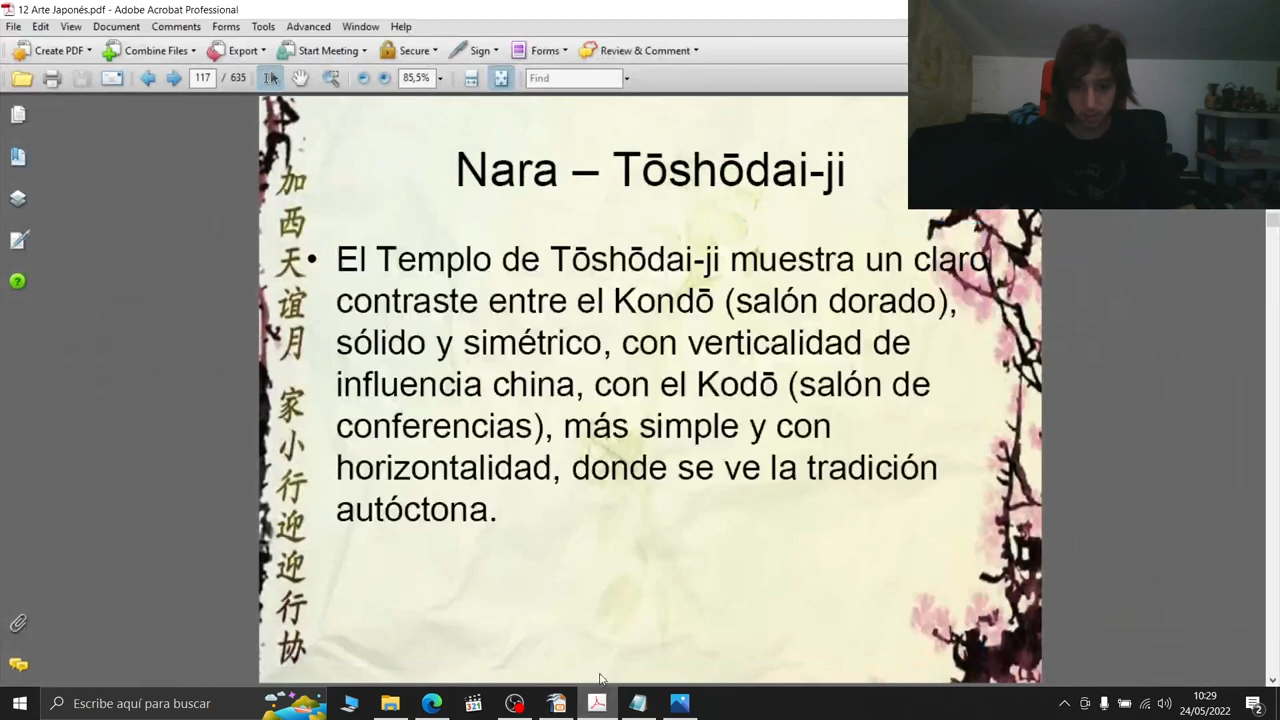 12 Arte Japonés.pdf - Adobe Acrobat Professional
File Edit View Document Comments Forms Tools Advanced Window Help
Create PDF Combine Files Export Start Meeting Secure Sign Forms Review & Comment
117 / 635 85,5% Find
加
西
天
谊
月
家
小
行
迎
迎
行
协
Nara – Tōshōdai-ji
• El Templo de Tōshōdai-ji muestra un claro
contraste entre el Kondō (salón dorado),
sólido y simétrico, con verticalidad de
influencia china, con el Kodō (salón de
conferencias), más simple y con
horizontalidad, donde se ve la tradición
autóctona.
Escribe aquí para buscar
321
10:29
24/05/2022
2